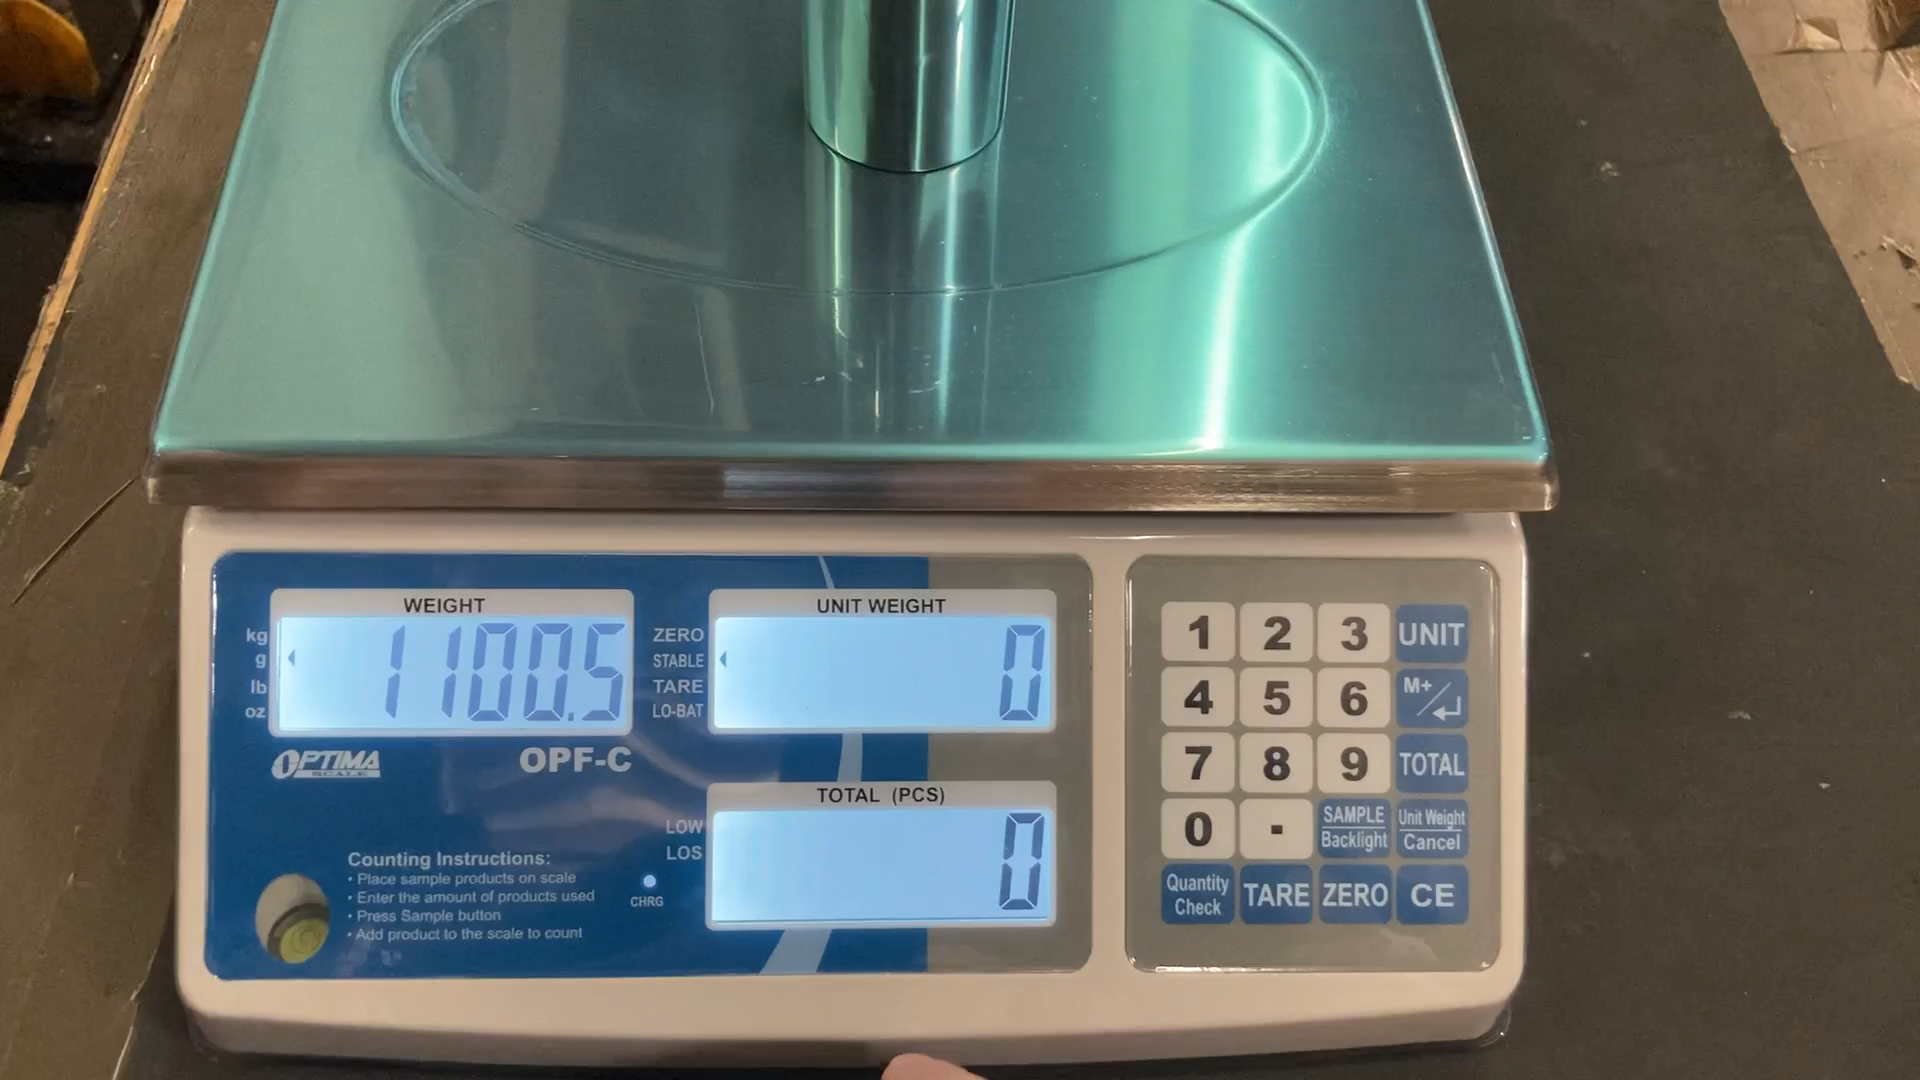 WEIGHT
kg
g
lb
oz
1100.5
OPTIMA
SCALE
OPF-C
UNIT WEIGHT
ZERO
STABLE
TARE
LO-BAT
0
TOTAL (PCS)
LOW
LOS
0
CHRG
Counting Instructions:
• Place sample products on scale
• Enter the amount of products used
• Press Sample button
• Add product to the scale to count
1 2 3 UNIT
4 5 6 M+
7 8 9 TOTAL
0 . SAMPLE Backlight Unit Weight Cancel
Quantity Check TARE ZERO CE